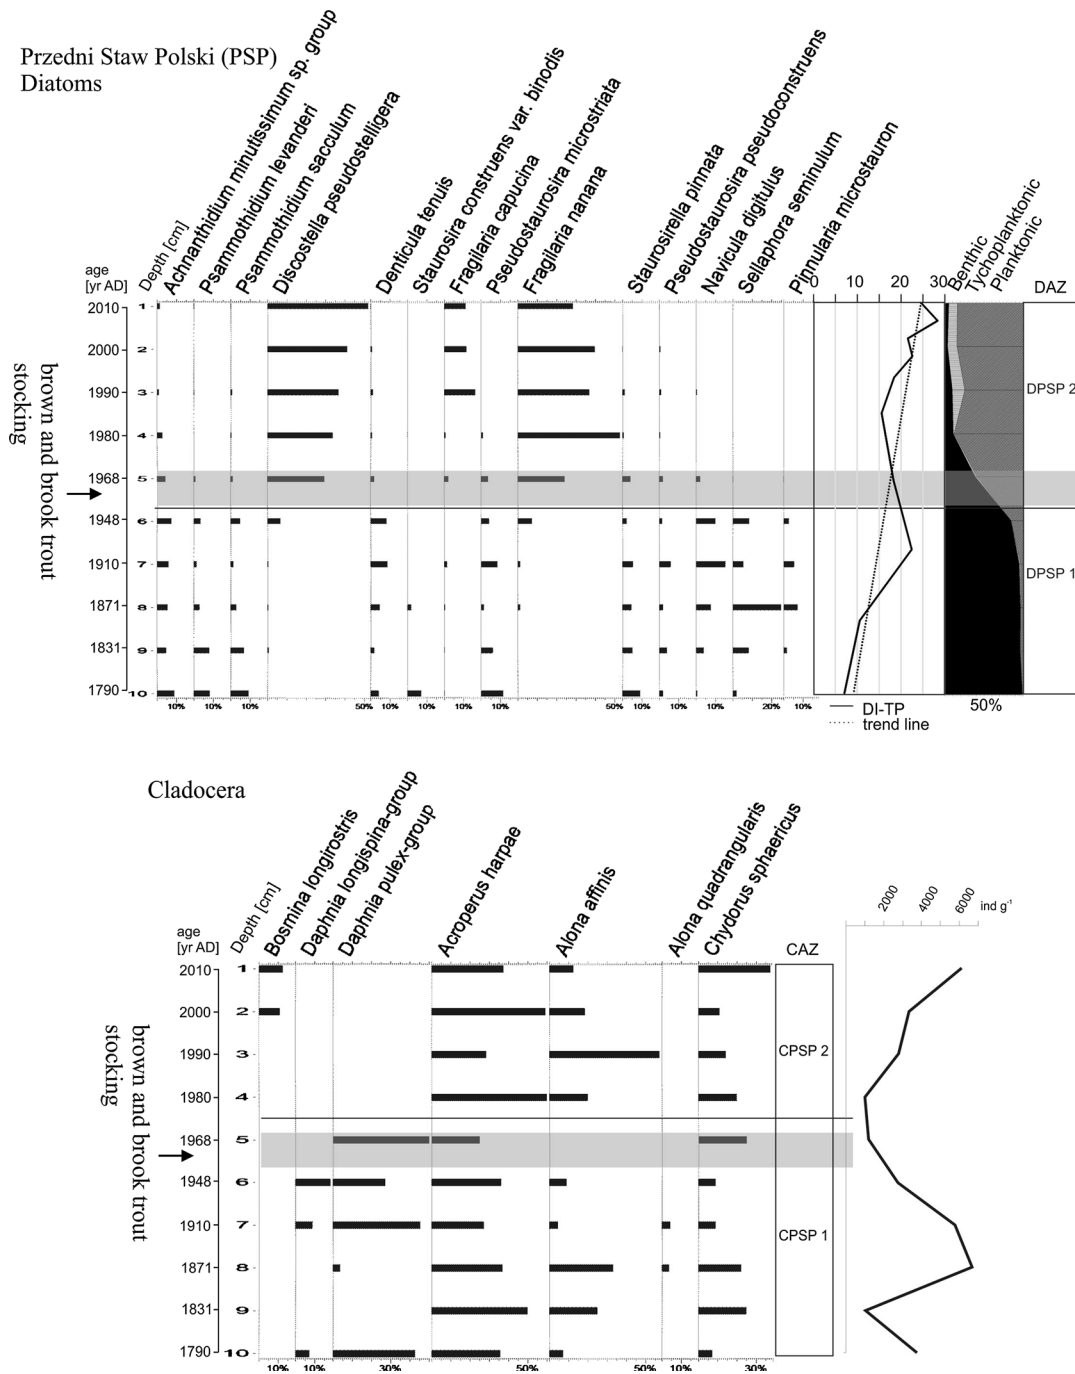 Przedni Staw Polski (PSP)
Diatoms
age
[yr AD]
Depth [cm]
Achnanthidium minutissimum sp. group
Psammothidium levanderi
Psammothidium sacculum
Discostella pseudostelligera
Denticula tenuis
Staurosira construens var. binodis
Fragilaria capucina
Pseudostaurosira microstriata
Fragilaria nanana
Staurosirella pinnata
Pseudostaurosira pseudoconstruens
Navicula digitulus
Sellaphora seminulum
Pinnularia microstauron
0 10 20 30
Benthic
Tychoplanktonic
Planktonic
DAZ
2010 1
2000 2
1990 3
1980 4
1968 5
1948 6
1910 7
1871 8
1831 9
1790 10
brown and brook trout
stocking
DPSP 2
DPSP 1
10% 10% 10% 50% 10% 10% 10% 10% 50% 10% 10% 10% 20% 10%
50%
DI-TP
trend line
Cladocera
age
[yr AD]
Depth [cm]
Bosmina longirostris
Daphnia longispina-group
Daphnia pulex-group
Acroperus harpae
Alona affinis
Alona quadrangularis
Chydorus sphaericus
CAZ
2000 4000 6000 ind g⁻¹
2010 1
2000 2
1990 3
1980 4
1968 5
1948 6
1910 7
1871 8
1831 9
1790 10
brown and brook trout
stocking
CPSP 2
CPSP 1
10% 10% 30% 50% 50% 10% 30%